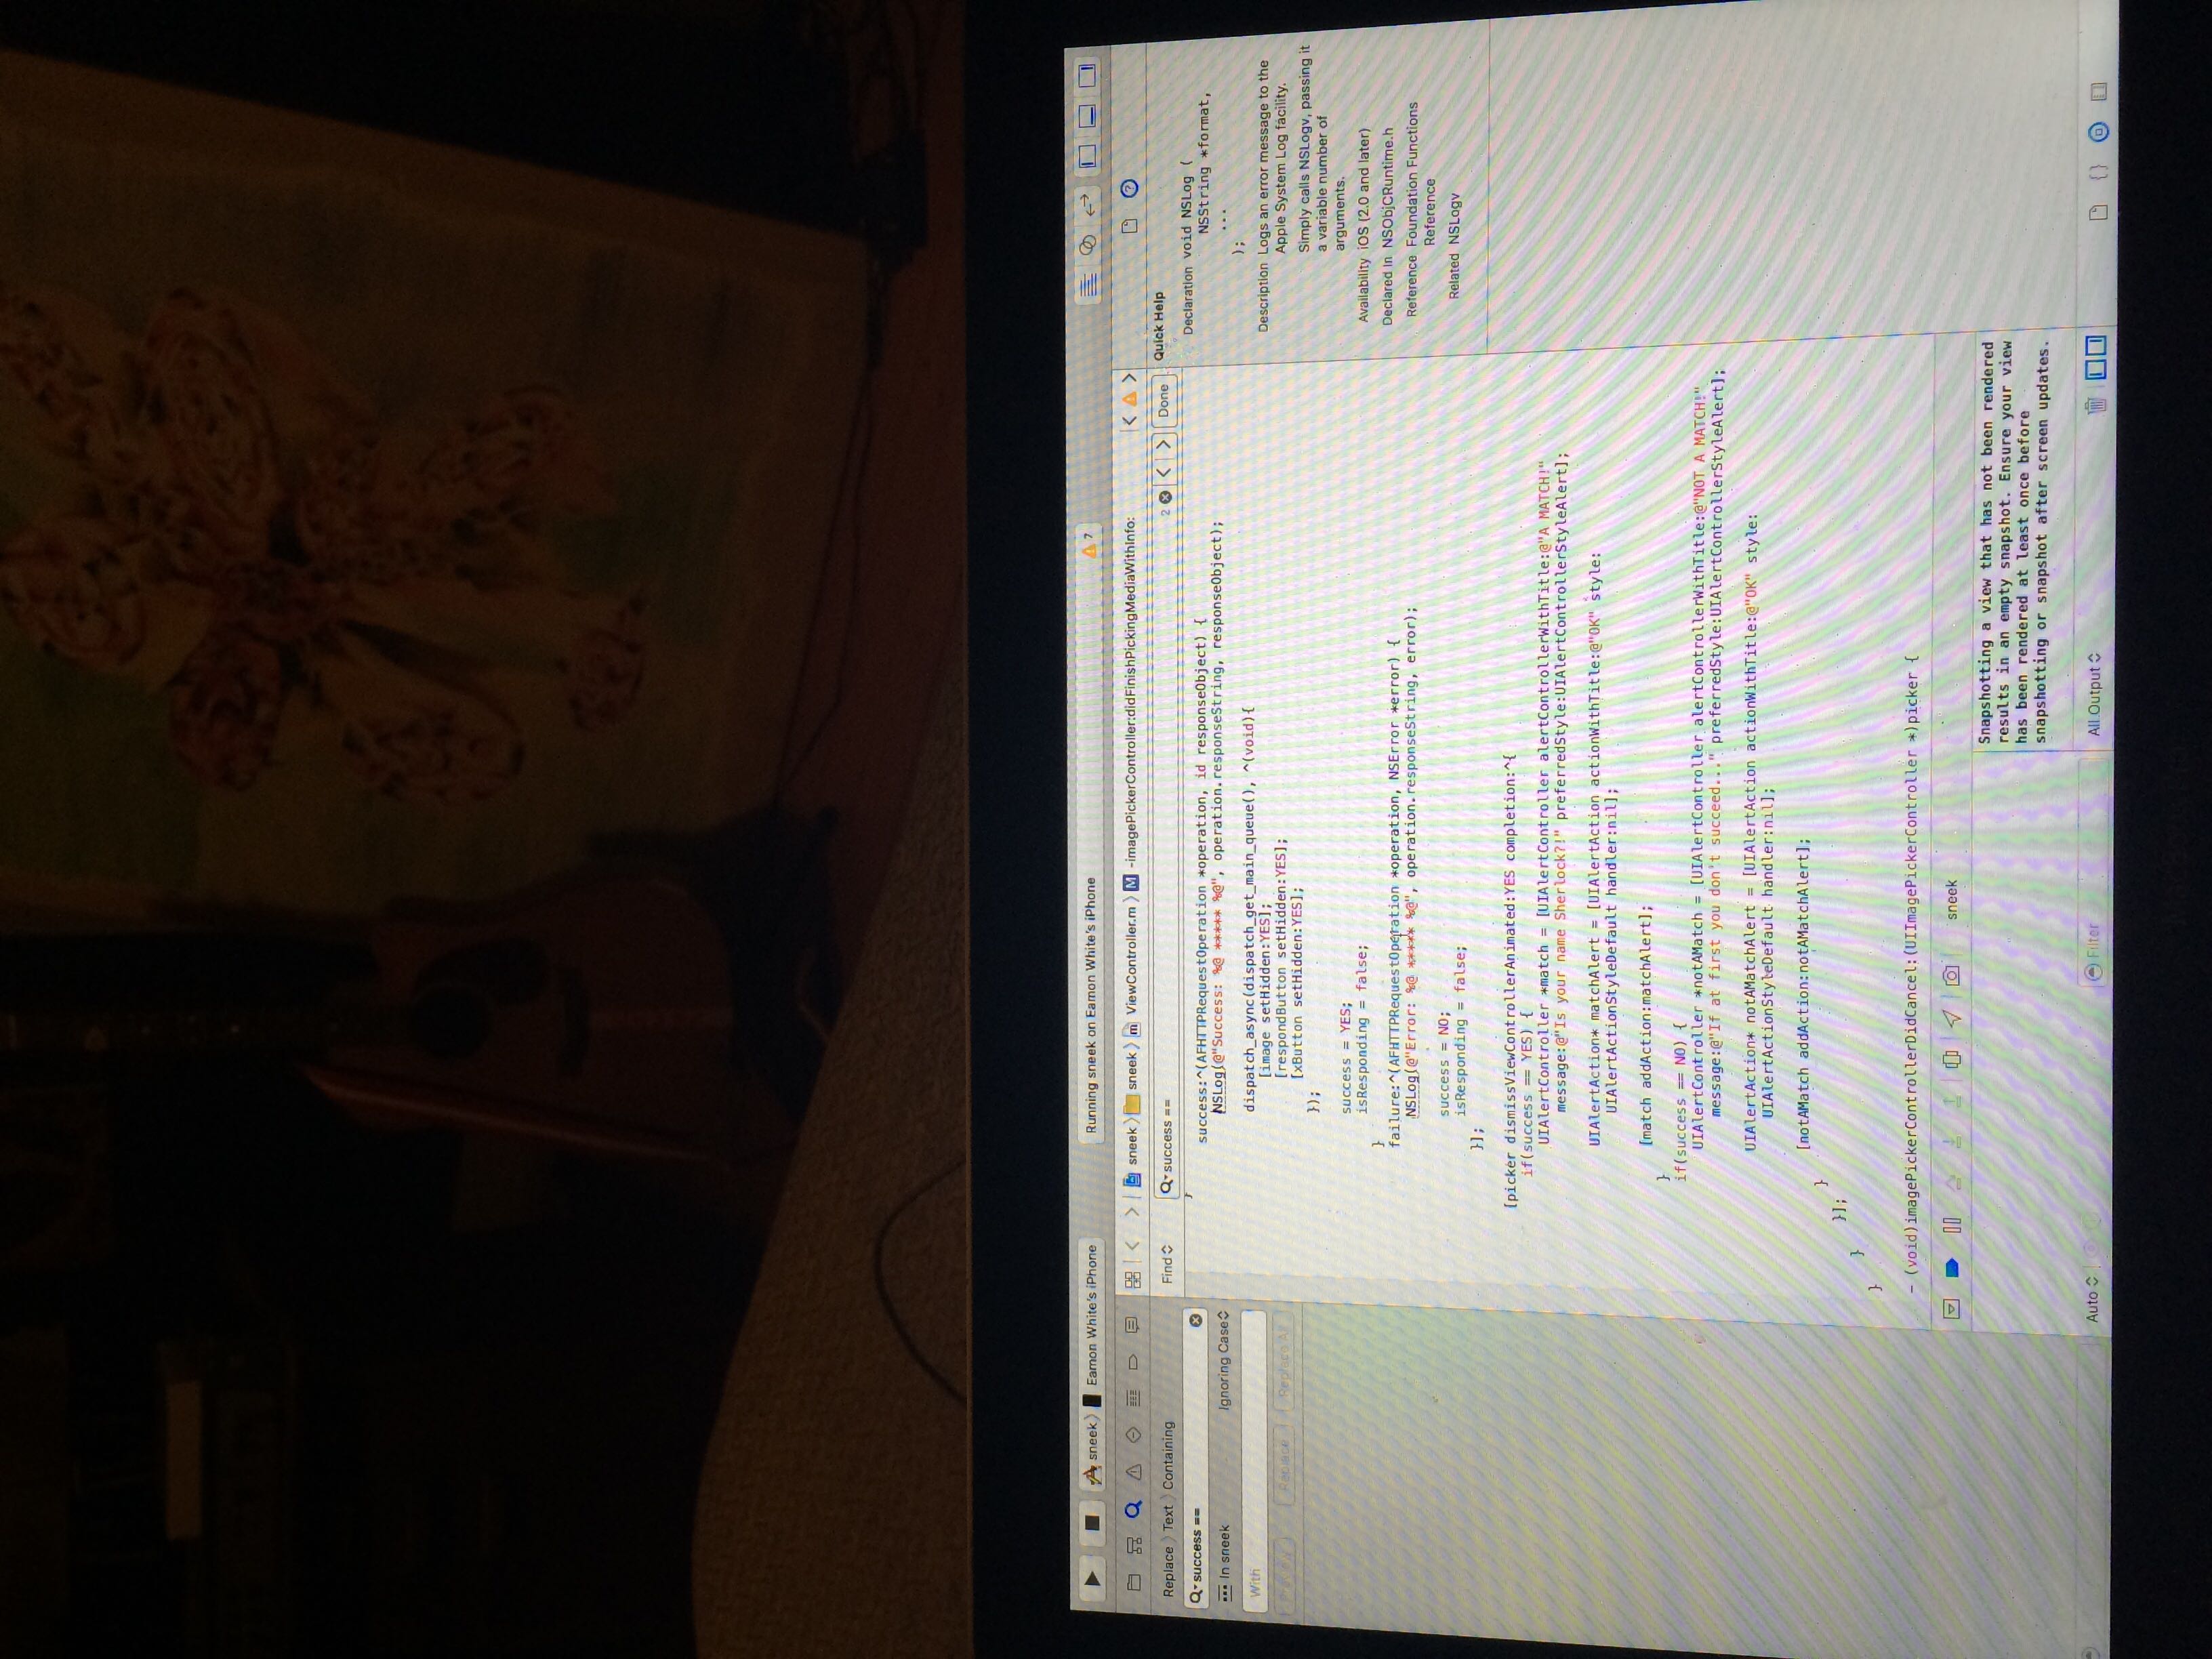 sneek Eamon White's iPhone
Running sneek on Eamon White's iPhone
7
sneek sneek m ViewController.m M -imagePickerController:didFinishPickingMediaWithInfo:
Replace Text Containing
success ==
In sneek
Ignoring Case
With
Preview Replace Replace All
Find
success ==
2
Done
}
success:^(AFHTTPRequestOperation *operation, id responseObject) {
NSLog(@"Success: %@ ***** %@", operation.responseString, responseObject);
dispatch_async(dispatch_get_main_queue(), ^(void){
[image setHidden:YES];
[respondButton setHidden:YES];
[xButton setHidden:YES];
});
success = YES;
isResponding = false;
}
failure:^(AFHTTPRequestOperation *operation, NSError *error) {
NSLog(@"Error: %@ ***** %@", operation.responseString, error);
success = NO;
isResponding = false;
}];
[picker dismissViewControllerAnimated:YES completion:^{
if(success == YES) {
UIAlertController *match = [UIAlertController alertControllerWithTitle:@"A MATCH!"
message:@"Is your name Sherlock?!" preferredStyle:UIAlertControllerStyleAlert];
UIAlertAction* matchAlert = [UIAlertAction actionWithTitle:@"OK" style:
UIAlertActionStyleDefault handler:nil];
[match addAction:matchAlert];
}
if(success == NO) {
UIAlertController *notAMatch = [UIAlertController alertControllerWithTitle:@"NOT A MATCH!"
message:@"If at first you don't succeed..." preferredStyle:UIAlertControllerStyleAlert];
UIAlertAction* notAMatchAlert = [UIAlertAction actionWithTitle:@"OK" style:
UIAlertActionStyleDefault handler:nil];
[notAMatch addAction:notAMatchAlert];
}
}];
}
}
- (void)imagePickerControllerDidCancel:(UIImagePickerController *)picker {
Quick Help
Declaration void NSLog (
NSString *format,
...
);
Description Logs an error message to the
Apple System Log facility.
Simply calls NSLogv, passing it
a variable number of
arguments.
Availability iOS (2.0 and later)
Declared In NSObjCRuntime.h
Reference Foundation Functions
Reference
Related NSLogv
sneek
Snapshotting a view that has not been rendered
results in an empty snapshot. Ensure your view
has been rendered at least once before
snapshotting or snapshot after screen updates.
Auto
Filter
All Output
{}